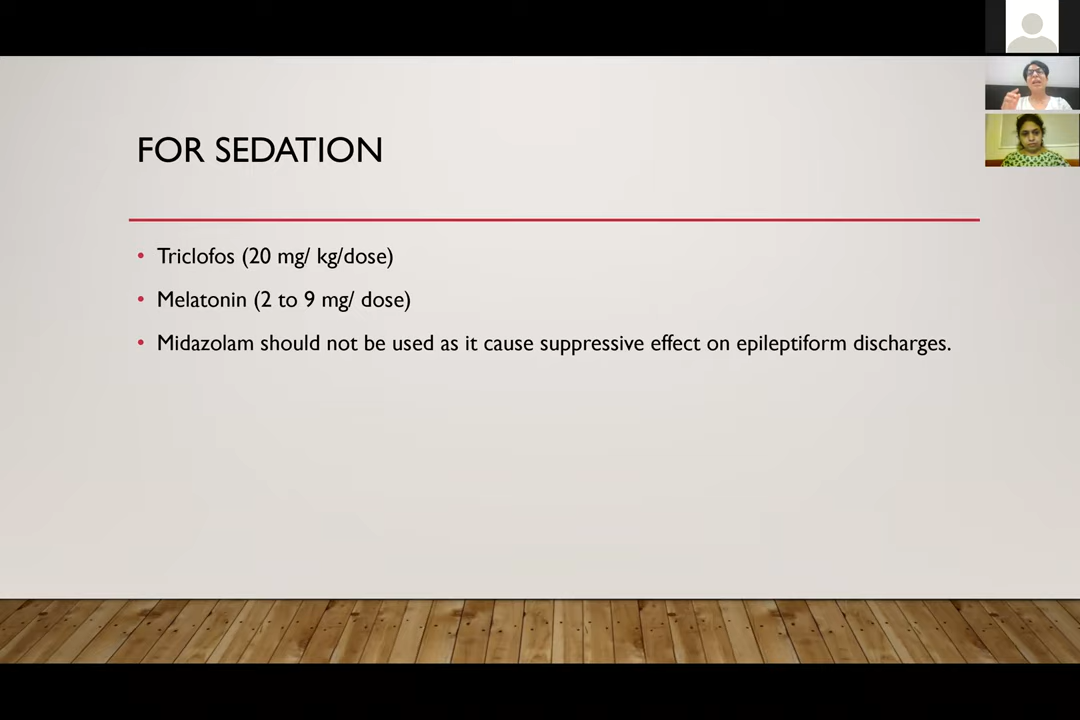 FOR SEDATION
• Triclofos (20 mg/ kg/dose)
• Melatonin (2 to 9 mg/ dose)
• Midazolam should not be used as it cause suppressive effect on epileptiform discharges.